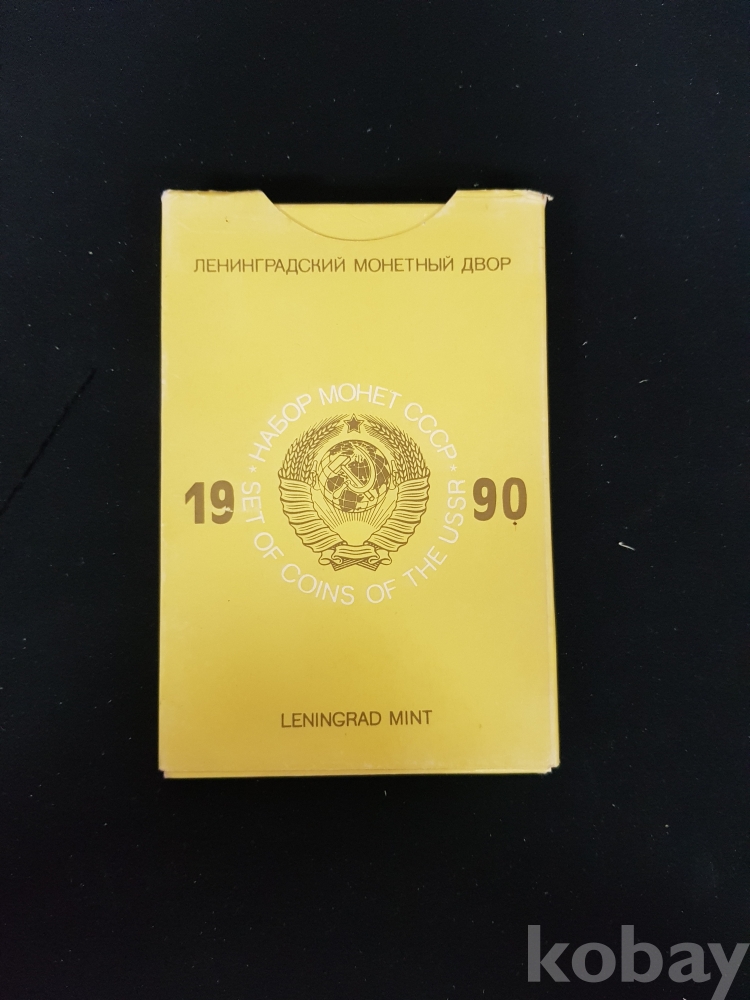 ЛЕНИНГРАДСКИЙ МОНЕТНЫЙ ДВОР
* НАБОР МОНЕТ СССР *
19 90
SET OF COINS OF THE USSR
LENINGRAD MINT
kobay